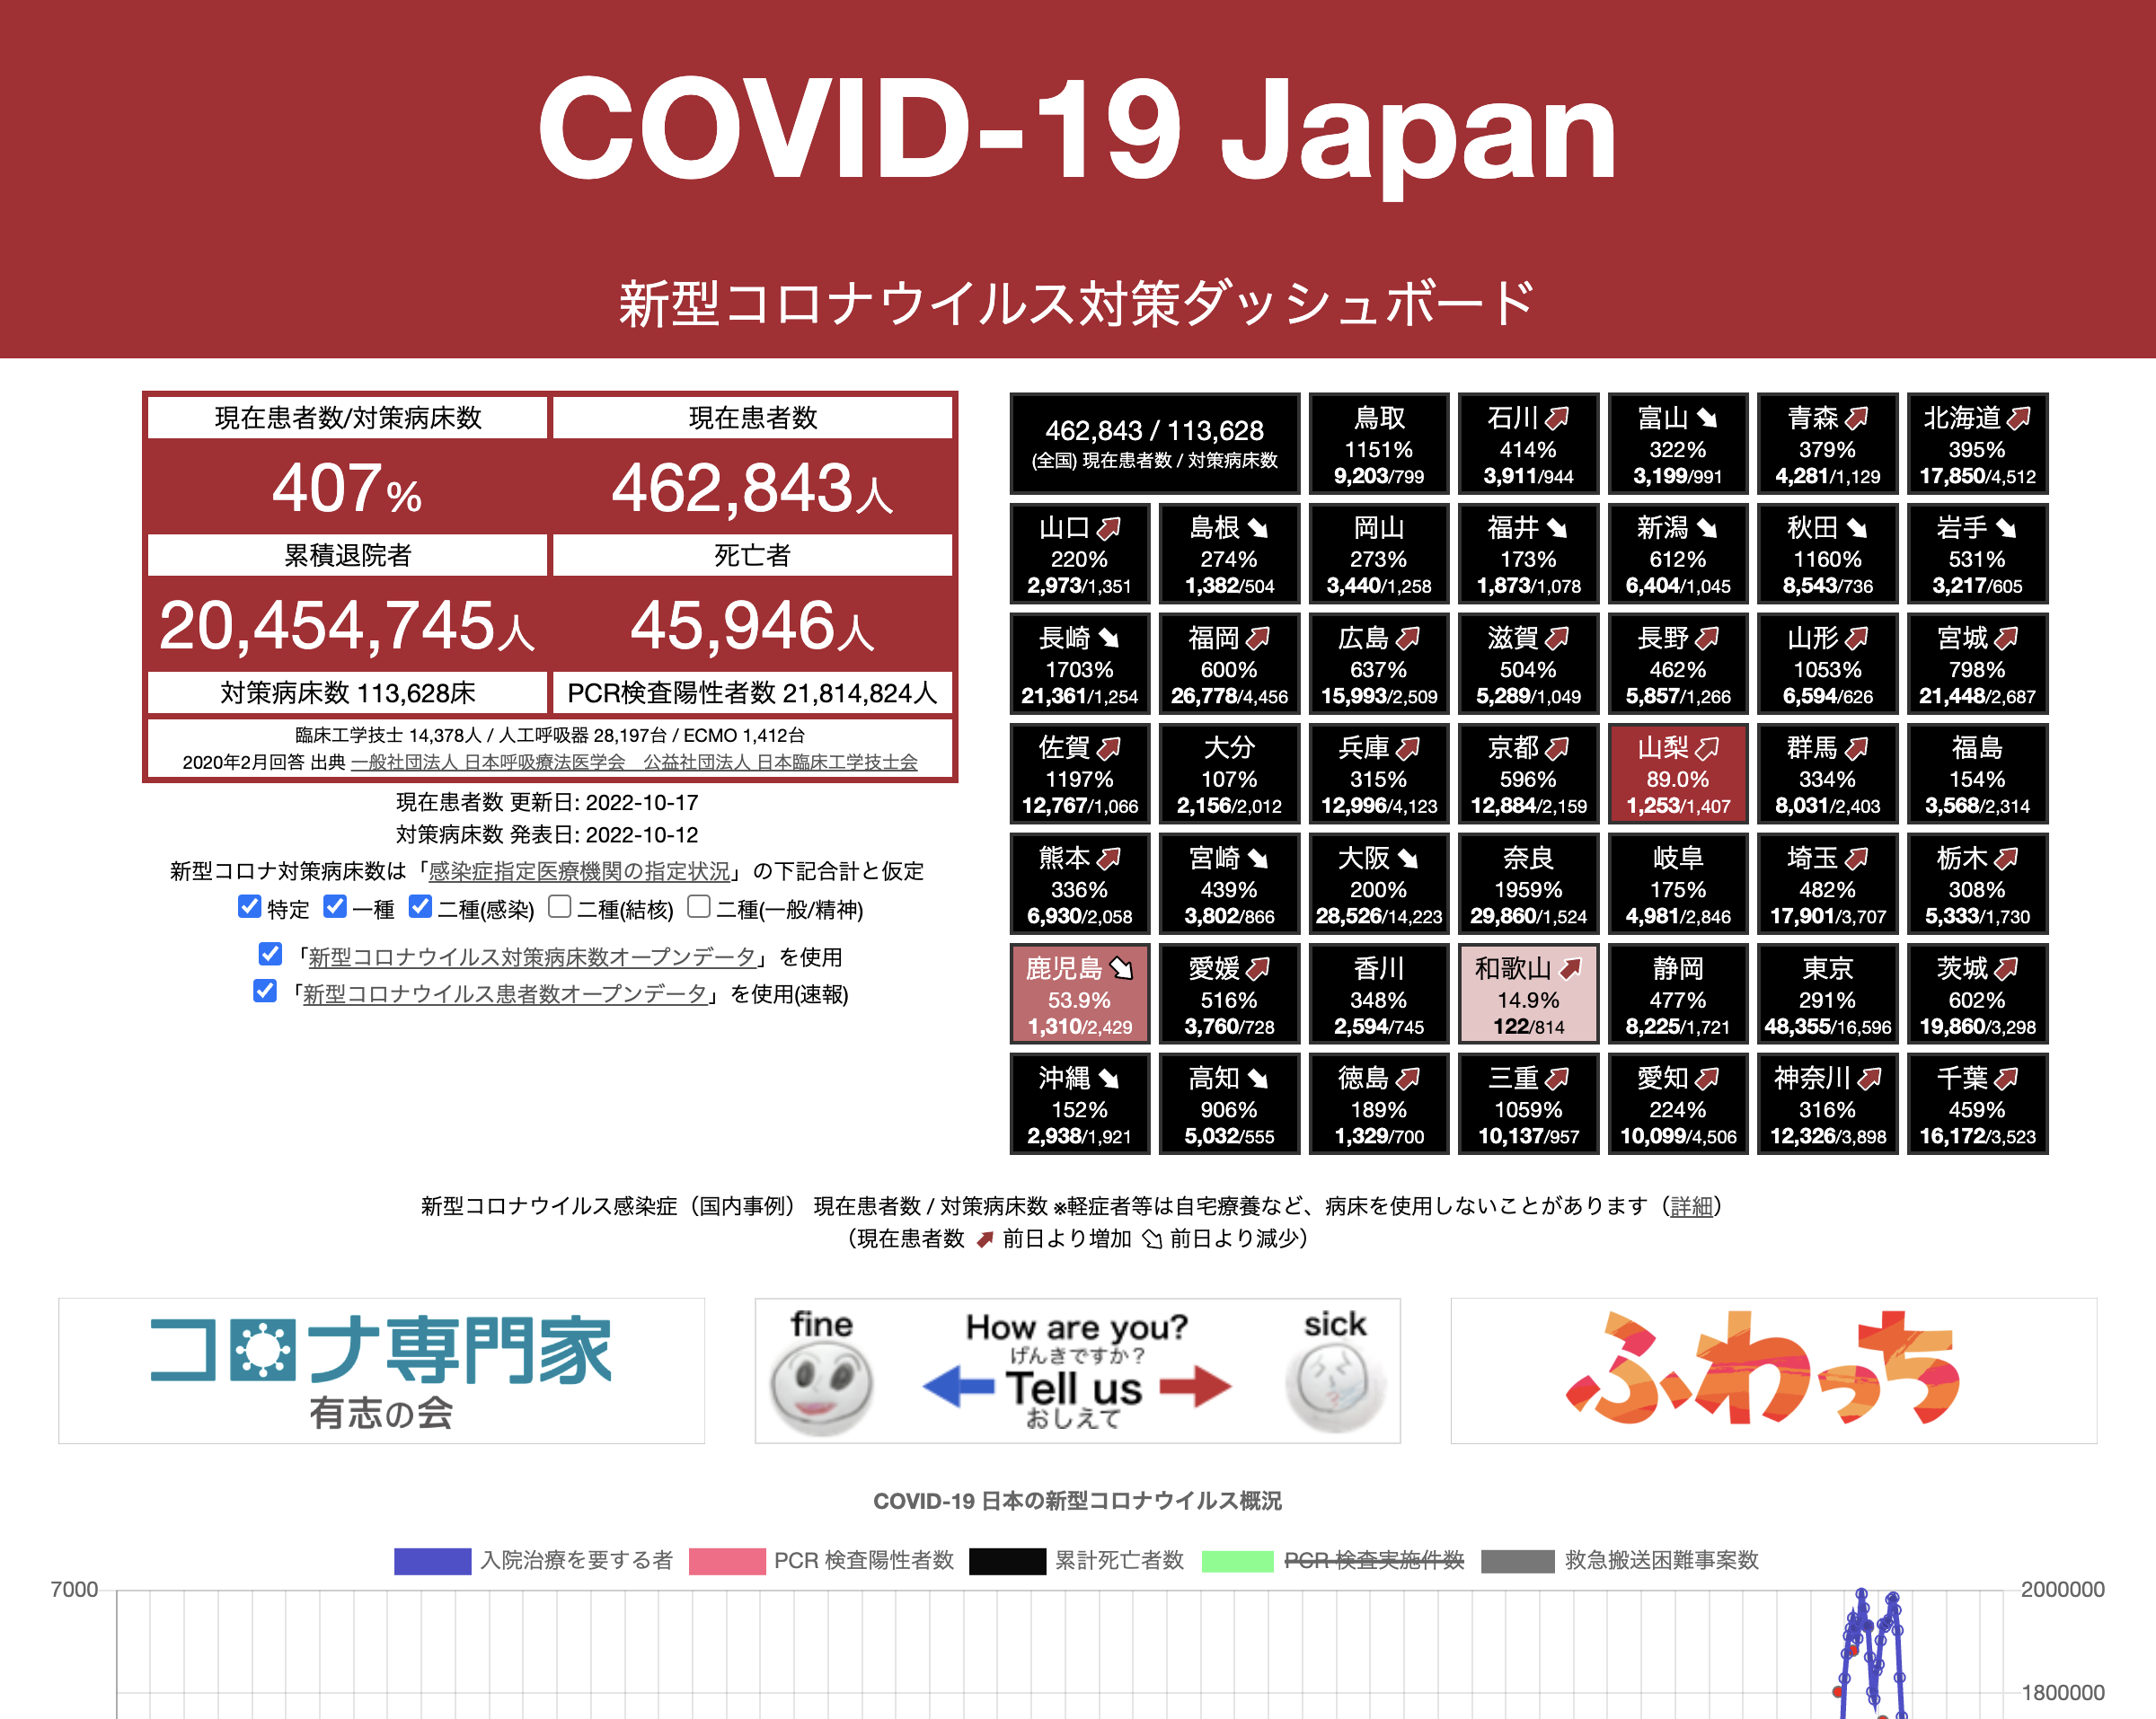 COVID-19 Japan
新型コロナウイルス対策ダッシュボード
現在患者数/対策病床数
現在患者数
407%
462,843人
累積退院者
死亡者
20,454,745人
45,946人
対策病床数 113,628床
PCR検査陽性者数 21,814,824人
臨床工学技士 14,378人 / 人工呼吸器 28,197台 / ECMO 1,412台
2020年2月回答 出典 一般社団法人 日本呼吸療法医学会　公益社団法人 日本臨床工学技士会
現在患者数 更新日: 2022-10-17
対策病床数 発表日: 2022-10-12
新型コロナ対策病床数は「感染症指定医療機関の指定状況」の下記合計と仮定
特定 一種 二種(感染) 二種(結核) 二種(一般/精神)
「新型コロナウイルス対策病床数オープンデータ」を使用
「新型コロナウイルス患者数オープンデータ」を使用(速報)
462,843 / 113,628
(全国) 現在患者数 / 対策病床数
鳥取
1151%
9,203/799
石川
414%
3,911/944
富山
322%
3,199/991
青森
379%
4,281/1,129
北海道
395%
17,850/4,512
山口
220%
2,973/1,351
島根
274%
1,382/504
岡山
273%
3,440/1,258
福井
173%
1,873/1,078
新潟
612%
6,404/1,045
秋田
1160%
8,543/736
岩手
531%
3,217/605
長崎
1703%
21,361/1,254
福岡
600%
26,778/4,456
広島
637%
15,993/2,509
滋賀
504%
5,289/1,049
長野
462%
5,857/1,266
山形
1053%
6,594/626
宮城
798%
21,448/2,687
佐賀
1197%
12,767/1,066
大分
107%
2,156/2,012
兵庫
315%
12,996/4,123
京都
596%
12,884/2,159
山梨
89.0%
1,253/1,407
群馬
334%
8,031/2,403
福島
154%
3,568/2,314
熊本
336%
6,930/2,058
宮崎
439%
3,802/866
大阪
200%
28,526/14,223
奈良
1959%
29,860/1,524
岐阜
175%
4,981/2,846
埼玉
482%
17,901/3,707
栃木
308%
5,333/1,730
鹿児島
53.9%
1,310/2,429
愛媛
516%
3,760/728
香川
348%
2,594/745
和歌山
14.9%
122/814
静岡
477%
8,225/1,721
東京
291%
48,355/16,596
茨城
602%
19,860/3,298
沖縄
152%
2,938/1,921
高知
906%
5,032/555
徳島
189%
1,329/700
三重
1059%
10,137/957
愛知
224%
10,099/4,506
神奈川
316%
12,326/3,898
千葉
459%
16,172/3,523
新型コロナウイルス感染症（国内事例） 現在患者数 / 対策病床数 ※軽症者等は自宅療養など、病床を使用しないことがあります（詳細）
（現在患者数 前日より増加 前日より減少）
コロナ専門家
有志の会
fine
How are you?
げんきですか？
Tell us
おしえて
sick
ふわっち
COVID-19 日本の新型コロナウイルス概況
入院治療を要する者 PCR 検査陽性者数 累計死亡者数 PCR 検査実施件数 救急搬送困難事案数
7000
2000000
1800000